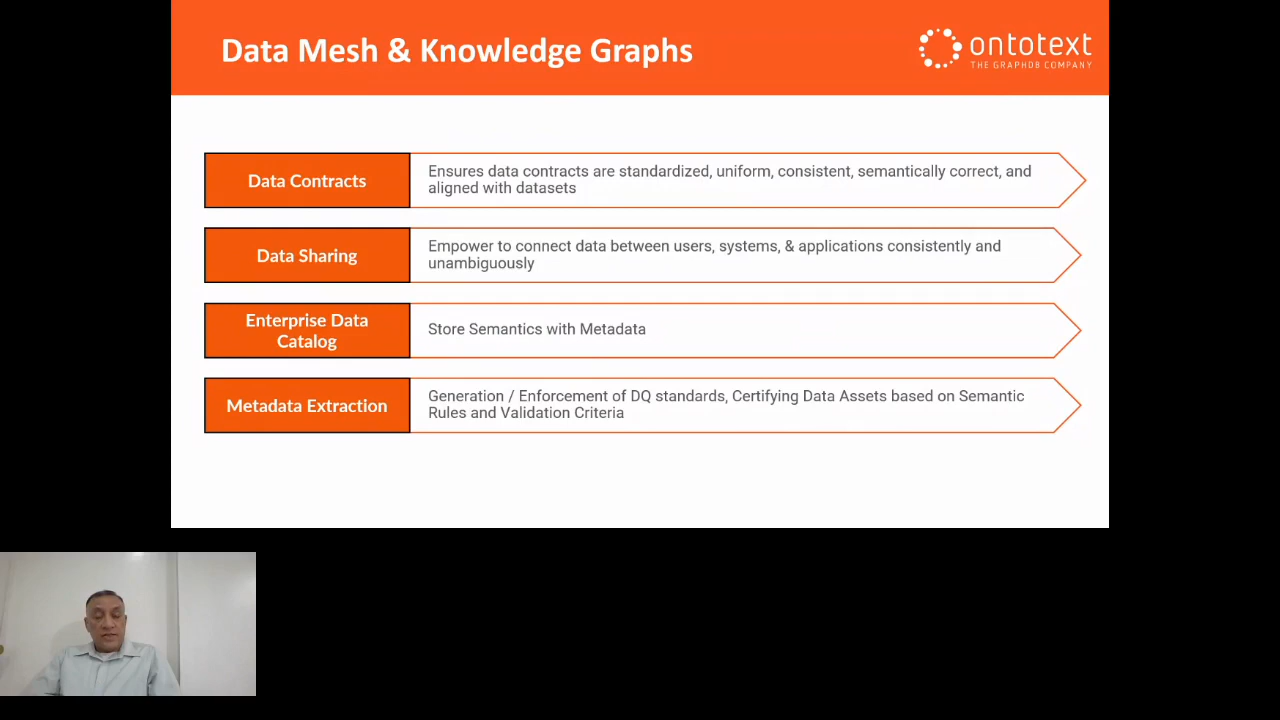 Data Mesh & Knowledge Graphs
ontotext
THE GRAPHDB COMPANY
Data Contracts
Ensures data contracts are standardized, uniform, consistent, semantically correct, and
aligned with datasets
Data Sharing
Empower to connect data between users, systems, & applications consistently and
unambiguously
Enterprise Data
Catalog
Store Semantics with Metadata
Metadata Extraction
Generation / Enforcement of DQ standards, Certifying Data Assets based on Semantic
Rules and Validation Criteria